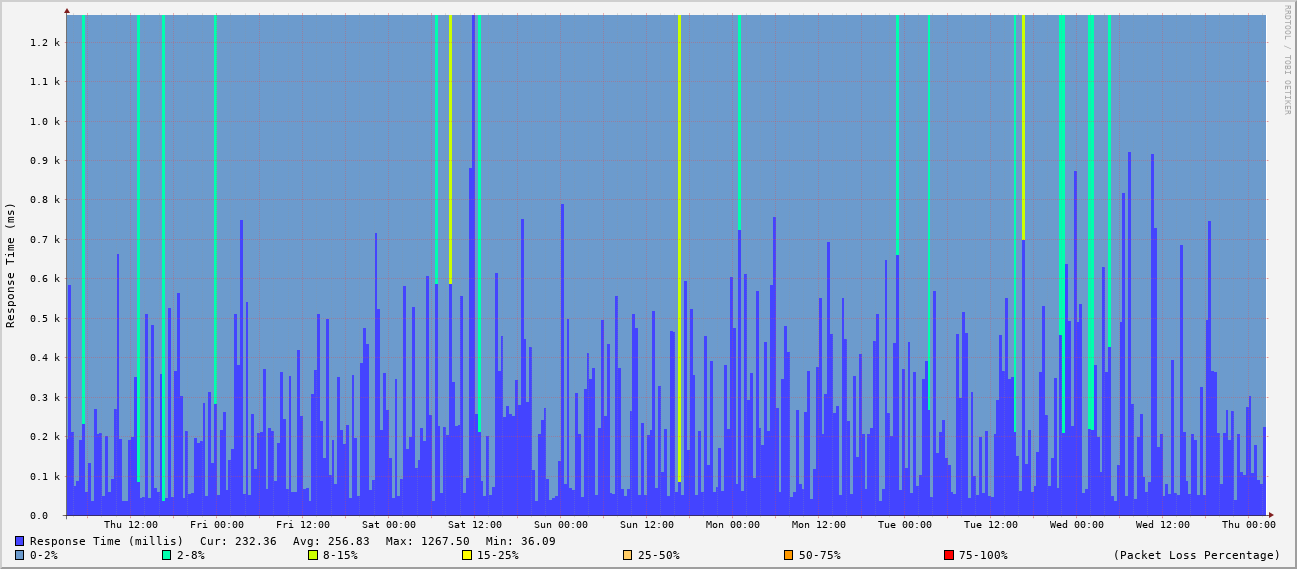 RRDTOOL / TOBI OETIKER
Response Time (ms)
1.2 k
1.1 k
1.0 k
0.9 k
0.8 k
0.7 k
0.6 k
0.5 k
0.4 k
0.3 k
0.2 k
0.1 k
0.0
Thu 12:00 Fri 00:00 Fri 12:00 Sat 00:00 Sat 12:00 Sun 00:00 Sun 12:00 Mon 00:00 Mon 12:00 Tue 00:00 Tue 12:00 Wed 00:00 Wed 12:00 Thu 00:00
Response Time (millis) Cur: 232.36 Avg: 256.83 Max: 1267.50 Min: 36.09
0-2% 2-8% 8-15% 15-25% 25-50% 50-75% 75-100% (Packet Loss Percentage)